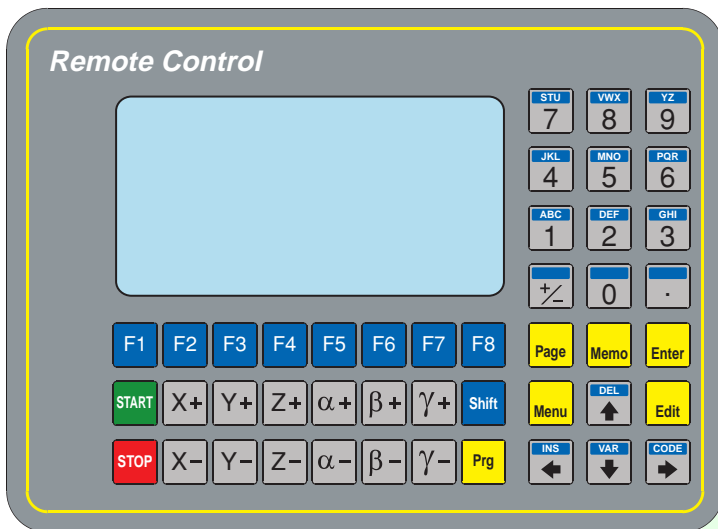 Remote Control
STU VWX YZ
7 8 9
JKL MNO PQR
4 5 6
ABC DEF GHI
1 2 3
+/− 0 .
F1 F2 F3 F4 F5 F6 F7 F8 Page Memo Enter
START X+ Y+ Z+ α+ β+ γ+ Shift Menu DEL Edit
STOP X− Y− Z− α− β− γ− Prg INS VAR CODE